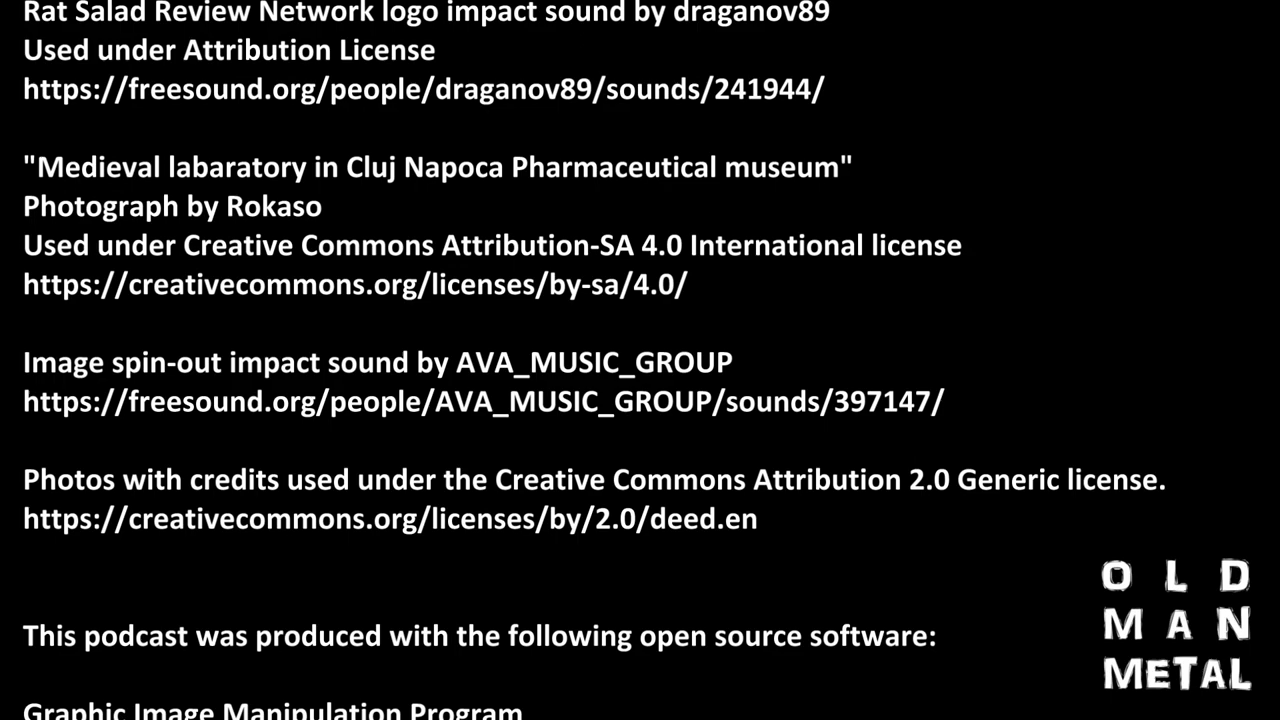 Rat Salad Review Network logo impact sound by draganov89
Used under Attribution License
https://freesound.org/people/draganov89/sounds/241944/
"Medieval labaratory in Cluj Napoca Pharmaceutical museum"
Photograph by Rokaso
Used under Creative Commons Attribution-SA 4.0 International license
https://creativecommons.org/licenses/by-sa/4.0/
Image spin-out impact sound by AVA_MUSIC_GROUP
https://freesound.org/people/AVA_MUSIC_GROUP/sounds/397147/
Photos with credits used under the Creative Commons Attribution 2.0 Generic license.
https://creativecommons.org/licenses/by/2.0/deed.en
This podcast was produced with the following open source software:
Graphic Image Manipulation Program
OLD
MAN
METAL